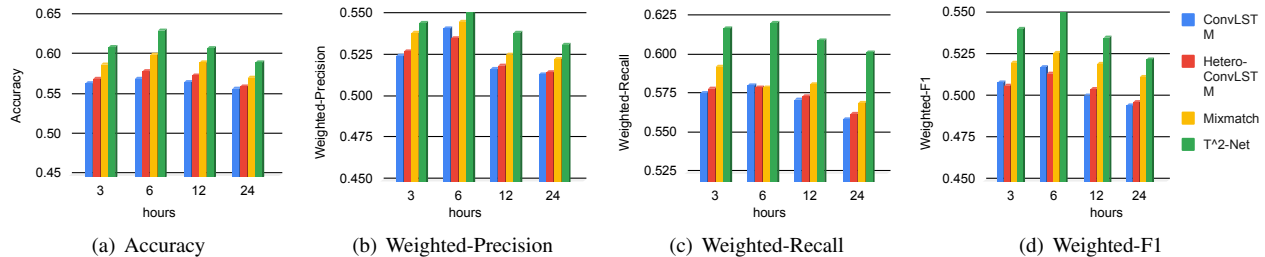 Accuracy
0.65
0.60
0.55
0.50
0.45
3
6
12
24
hours
(a) Accuracy
Weighted-Precision
0.550
0.525
0.500
0.475
0.450
3
6
12
24
hours
(b) Weighted-Precision
Weighted-Recall
0.625
0.600
0.575
0.550
0.525
3
6
12
24
hours
(c) Weighted-Recall
Weighted-F1
0.550
0.525
0.500
0.475
0.450
3
6
12
24
hours
(d) Weighted-F1
ConvLST
M
Hetero-
ConvLST
M
Mixmatch
T^2-Net